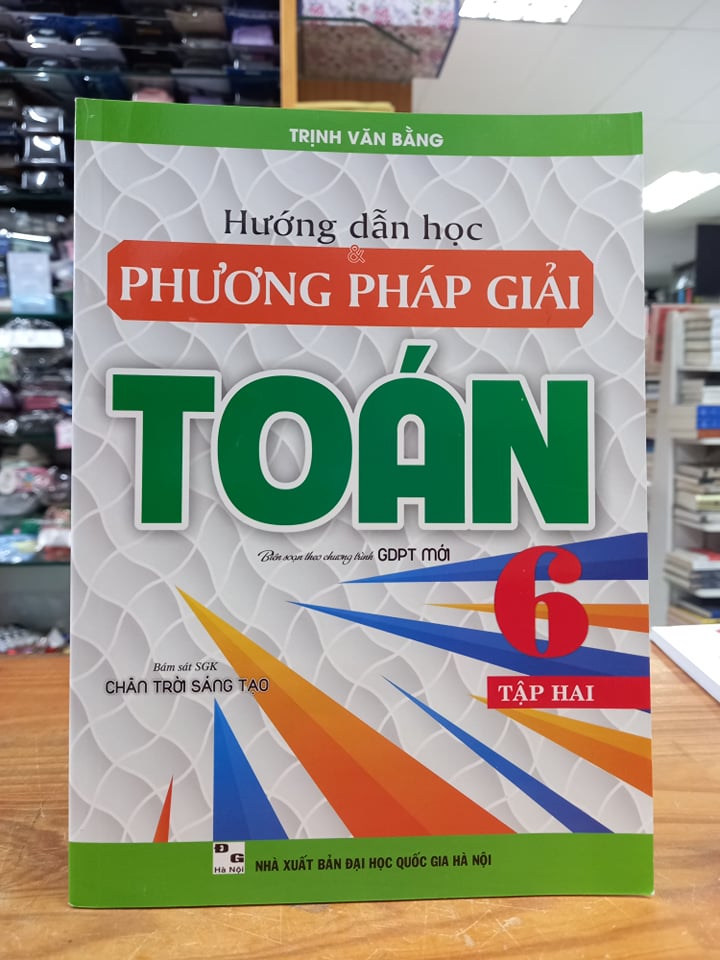 TRỊNH VĂN BẰNG
Hướng dẫn học
&
PHƯƠNG PHÁP GIẢI
TOÁN
Biên soạn theo chương trình GDPT MỚI
6
Bám sát SGK
CHÂN TRỜI SÁNG TẠO
TẬP HAI
ĐG
Hà Nội
NHÀ XUẤT BẢN ĐẠI HỌC QUỐC GIA HÀ NỘI